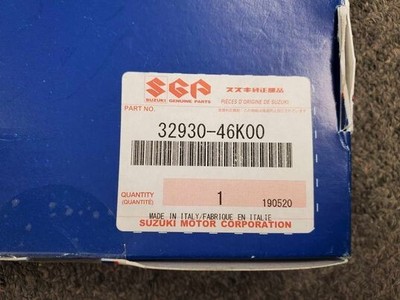 SGP
SUZUKI GENUINE PARTS
スズキ純正部品
PIÈCES D'ORIGINE DE SUZUKI
PART NO.
32930-46K00
QUANTITY
(QUANTITÉ)
1
190520
MADE IN ITALY/FABRIQUE EN ITALIE
SUZUKI MOTOR CORPORATION